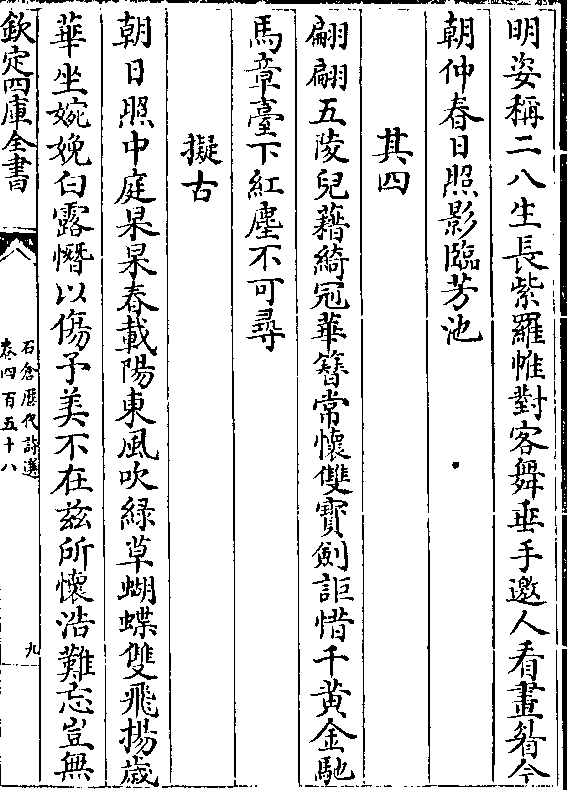 明姿稱二八生長紫羅帷對客舞垂手邀人看畫眉今
朝仲春日照影臨芳池
其四
翩翩五陵兒藉綺冠華簪常懷雙寳劍詎惜千黄金馳
馬章臺下紅塵不可尋
擬古
朝日照中庭杲杲春載陽東風吹緑草蝴蝶雙飛揚歳
華坐婉娩白露憯以傷予美不在兹所懷浩難忘豈無
欽定四庫全書
石倉歴代詩選
卷四百五十八
九